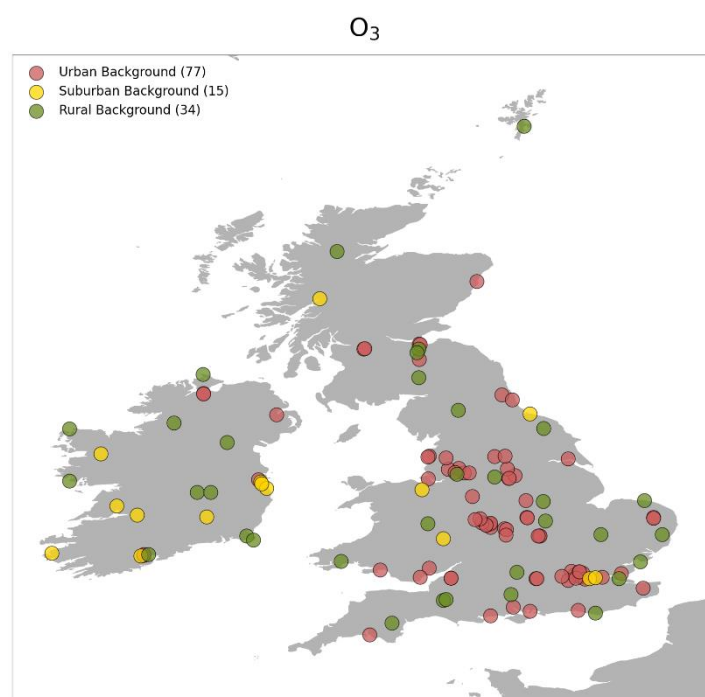 O₃
Urban Background (77)
Suburban Background (15)
Rural Background (34)